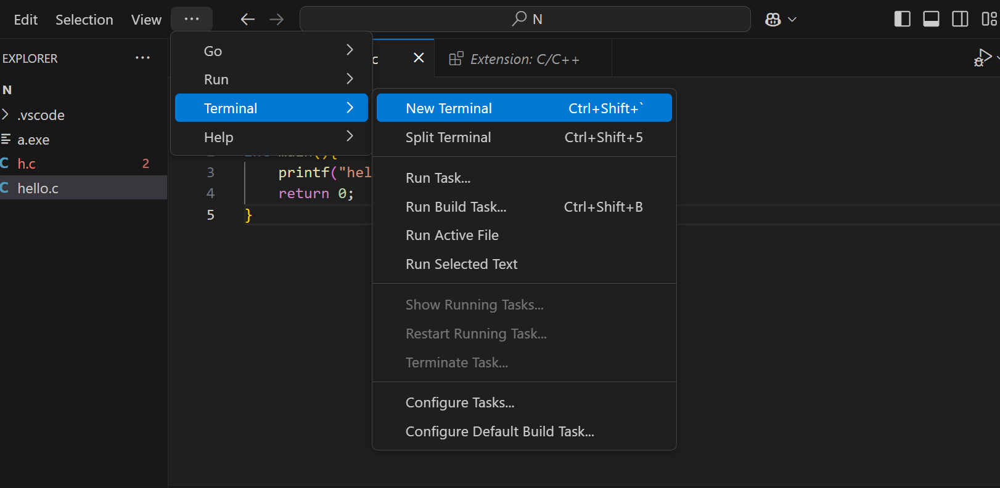 Edit Selection View ... N
EXPLORER ...
c
Extension: C/C++
N
.vscode
a.exe
h.c 2
hello.c
Go
Run
Terminal
Help
New Terminal Ctrl+Shift+`
Split Terminal Ctrl+Shift+5
Run Task...
Run Build Task... Ctrl+Shift+B
Run Active File
Run Selected Text
Show Running Tasks...
Restart Running Task...
Terminate Task...
Configure Tasks...
Configure Default Build Task...
3 printf("hel
4 return 0;
5 }